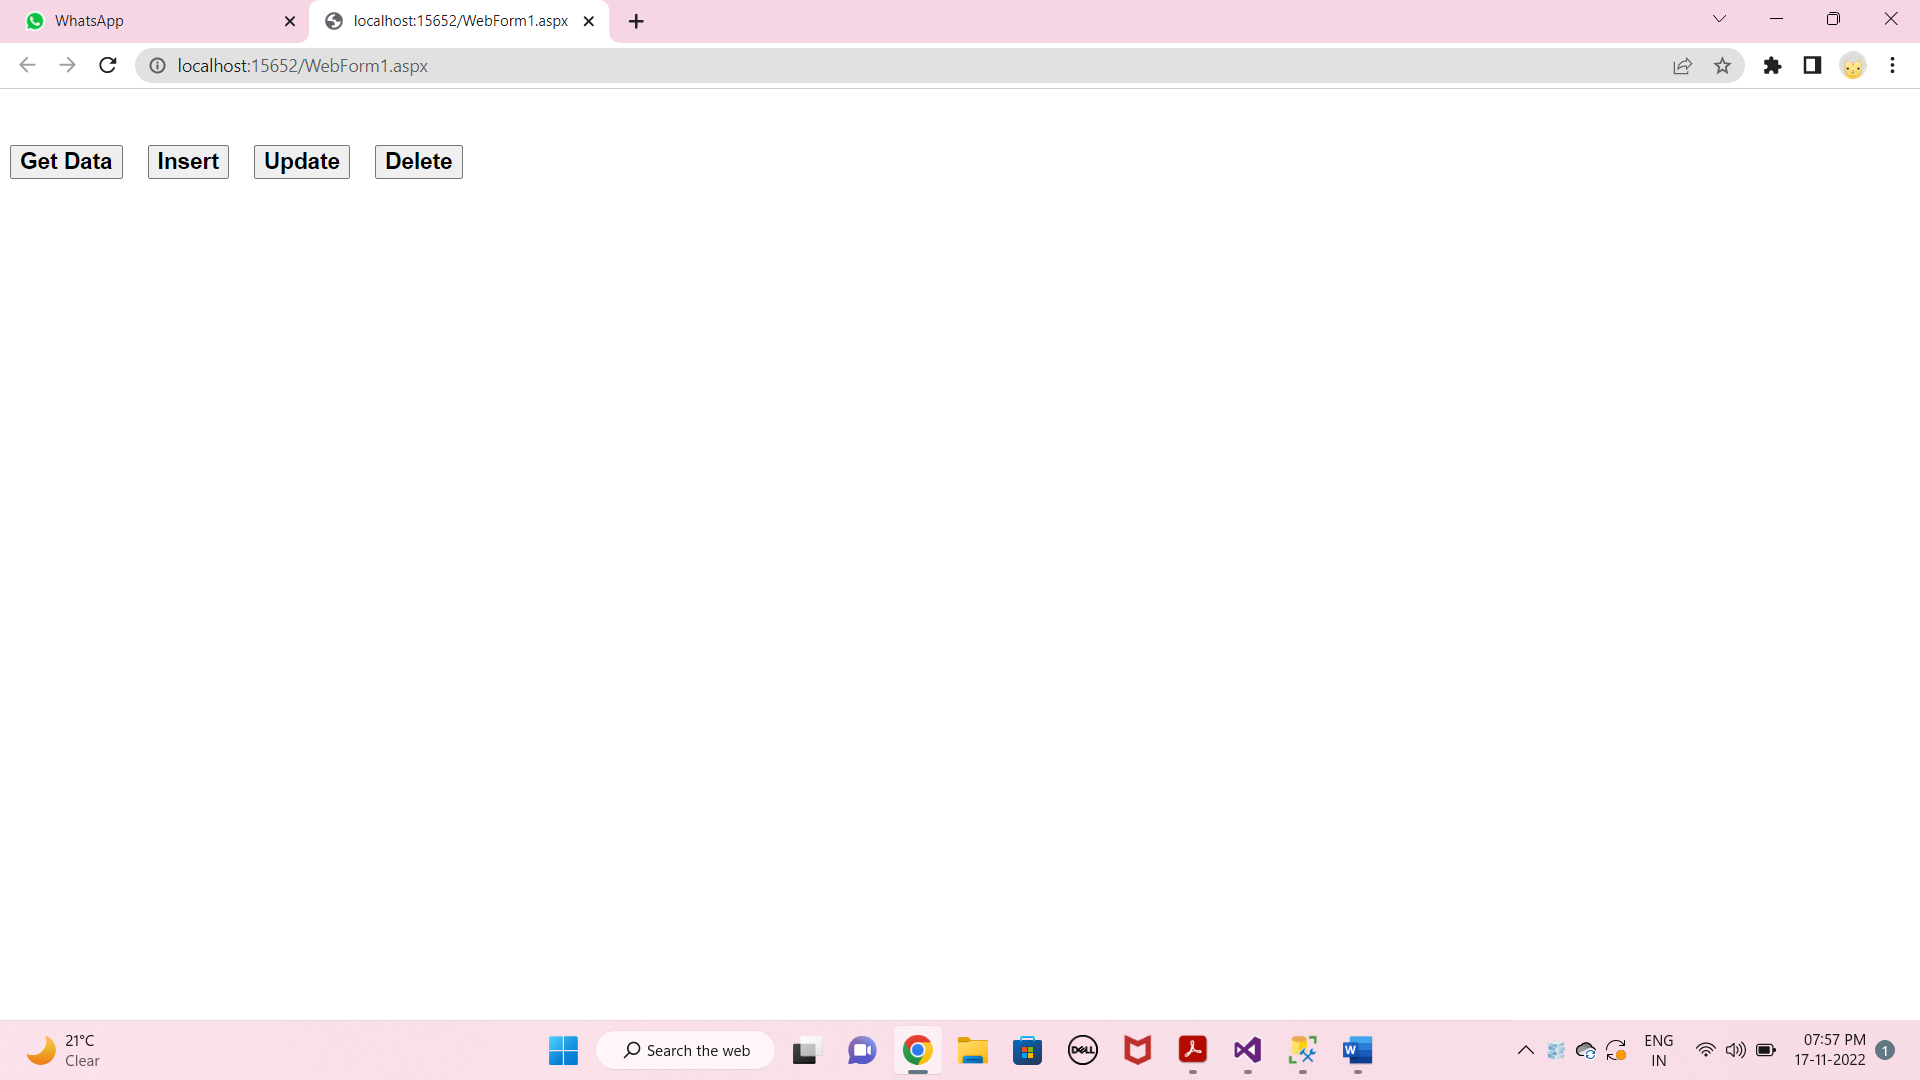 WhatsApp
localhost:15652/WebForm1.aspx
localhost:15652/WebForm1.aspx
Get Data
Insert
Update
Delete
21°C
Clear
Search the web
DELL
W
ENG
IN
07:57 PM
17-11-2022
1